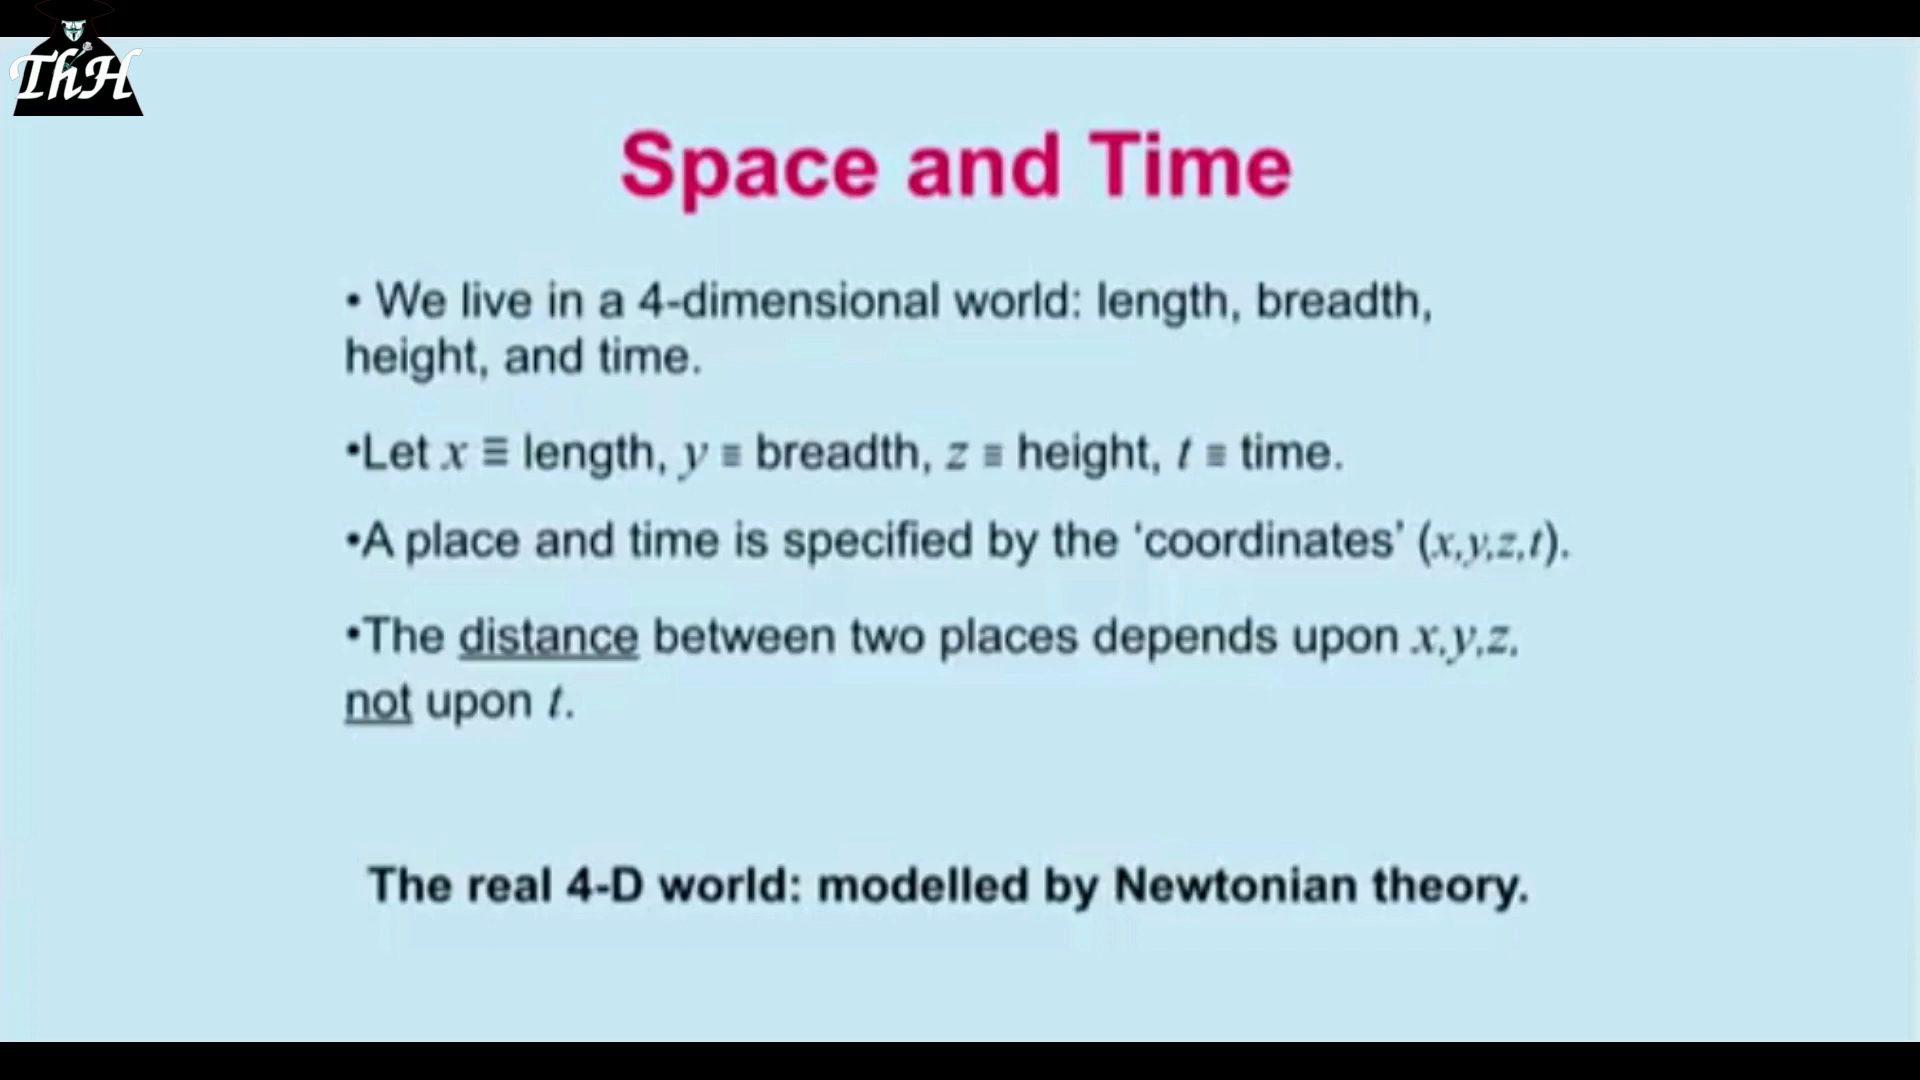 ThH
Space and Time
• We live in a 4-dimensional world: length, breadth,
height, and time.
•Let x ≡ length, y ≡ breadth, z ≡ height, t ≡ time.
•A place and time is specified by the ‘coordinates’ (x,y,z,t).
•The distance between two places depends upon x,y,z,
not upon t.
The real 4-D world: modelled by Newtonian theory.